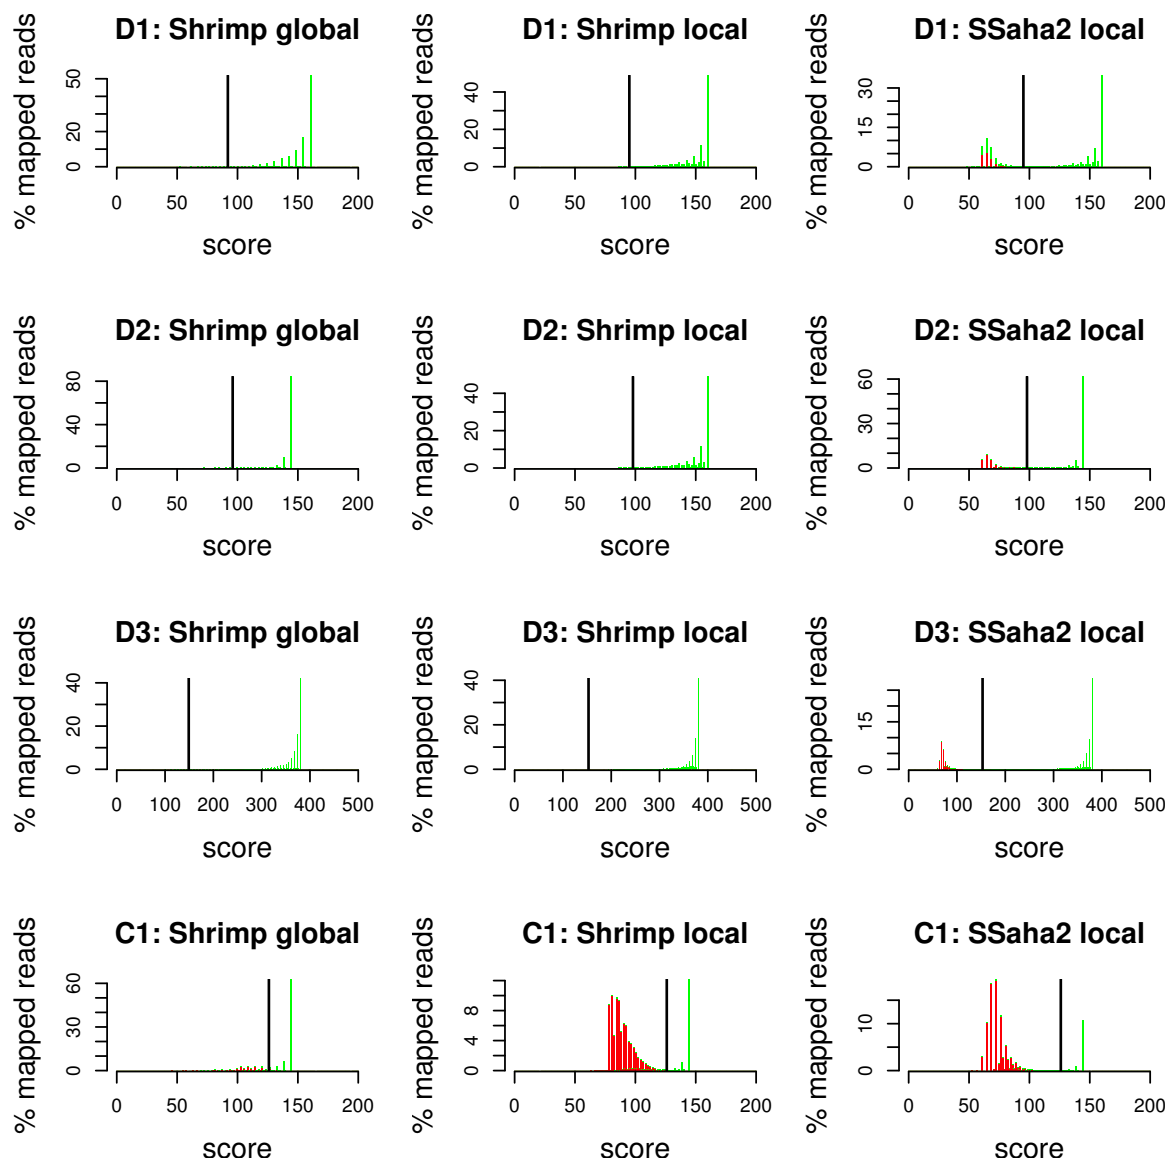 D1: Shrimp global
D1: Shrimp local
D1: SSaha2 local
% mapped reads
0 20 50
0 50 100 150 200
score
% mapped reads
0 20 40
0 50 100 150 200
score
% mapped reads
0 15 30
0 50 100 150 200
score
D2: Shrimp global
D2: Shrimp local
D2: SSaha2 local
% mapped reads
0 40 80
0 50 100 150 200
score
% mapped reads
0 20 40
0 50 100 150 200
score
% mapped reads
0 30 60
0 50 100 150 200
score
D3: Shrimp global
D3: Shrimp local
D3: SSaha2 local
% mapped reads
0 20 40
0 100 200 300 400 500
score
% mapped reads
0 20 40
0 100 200 300 400 500
score
% mapped reads
0 15
0 100 200 300 400 500
score
C1: Shrimp global
C1: Shrimp local
C1: SSaha2 local
% mapped reads
0 30 60
0 50 100 150 200
score
% mapped reads
0 4 8
0 50 100 150 200
score
% mapped reads
0 10
0 50 100 150 200
score